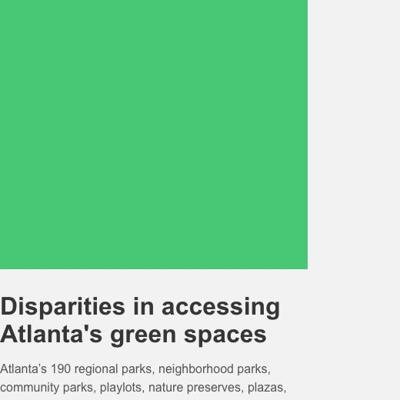 Disparities in accessing
Atlanta's green spaces
Atlanta’s 190 regional parks, neighborhood parks,
community parks, playlots, nature preserves, plazas,